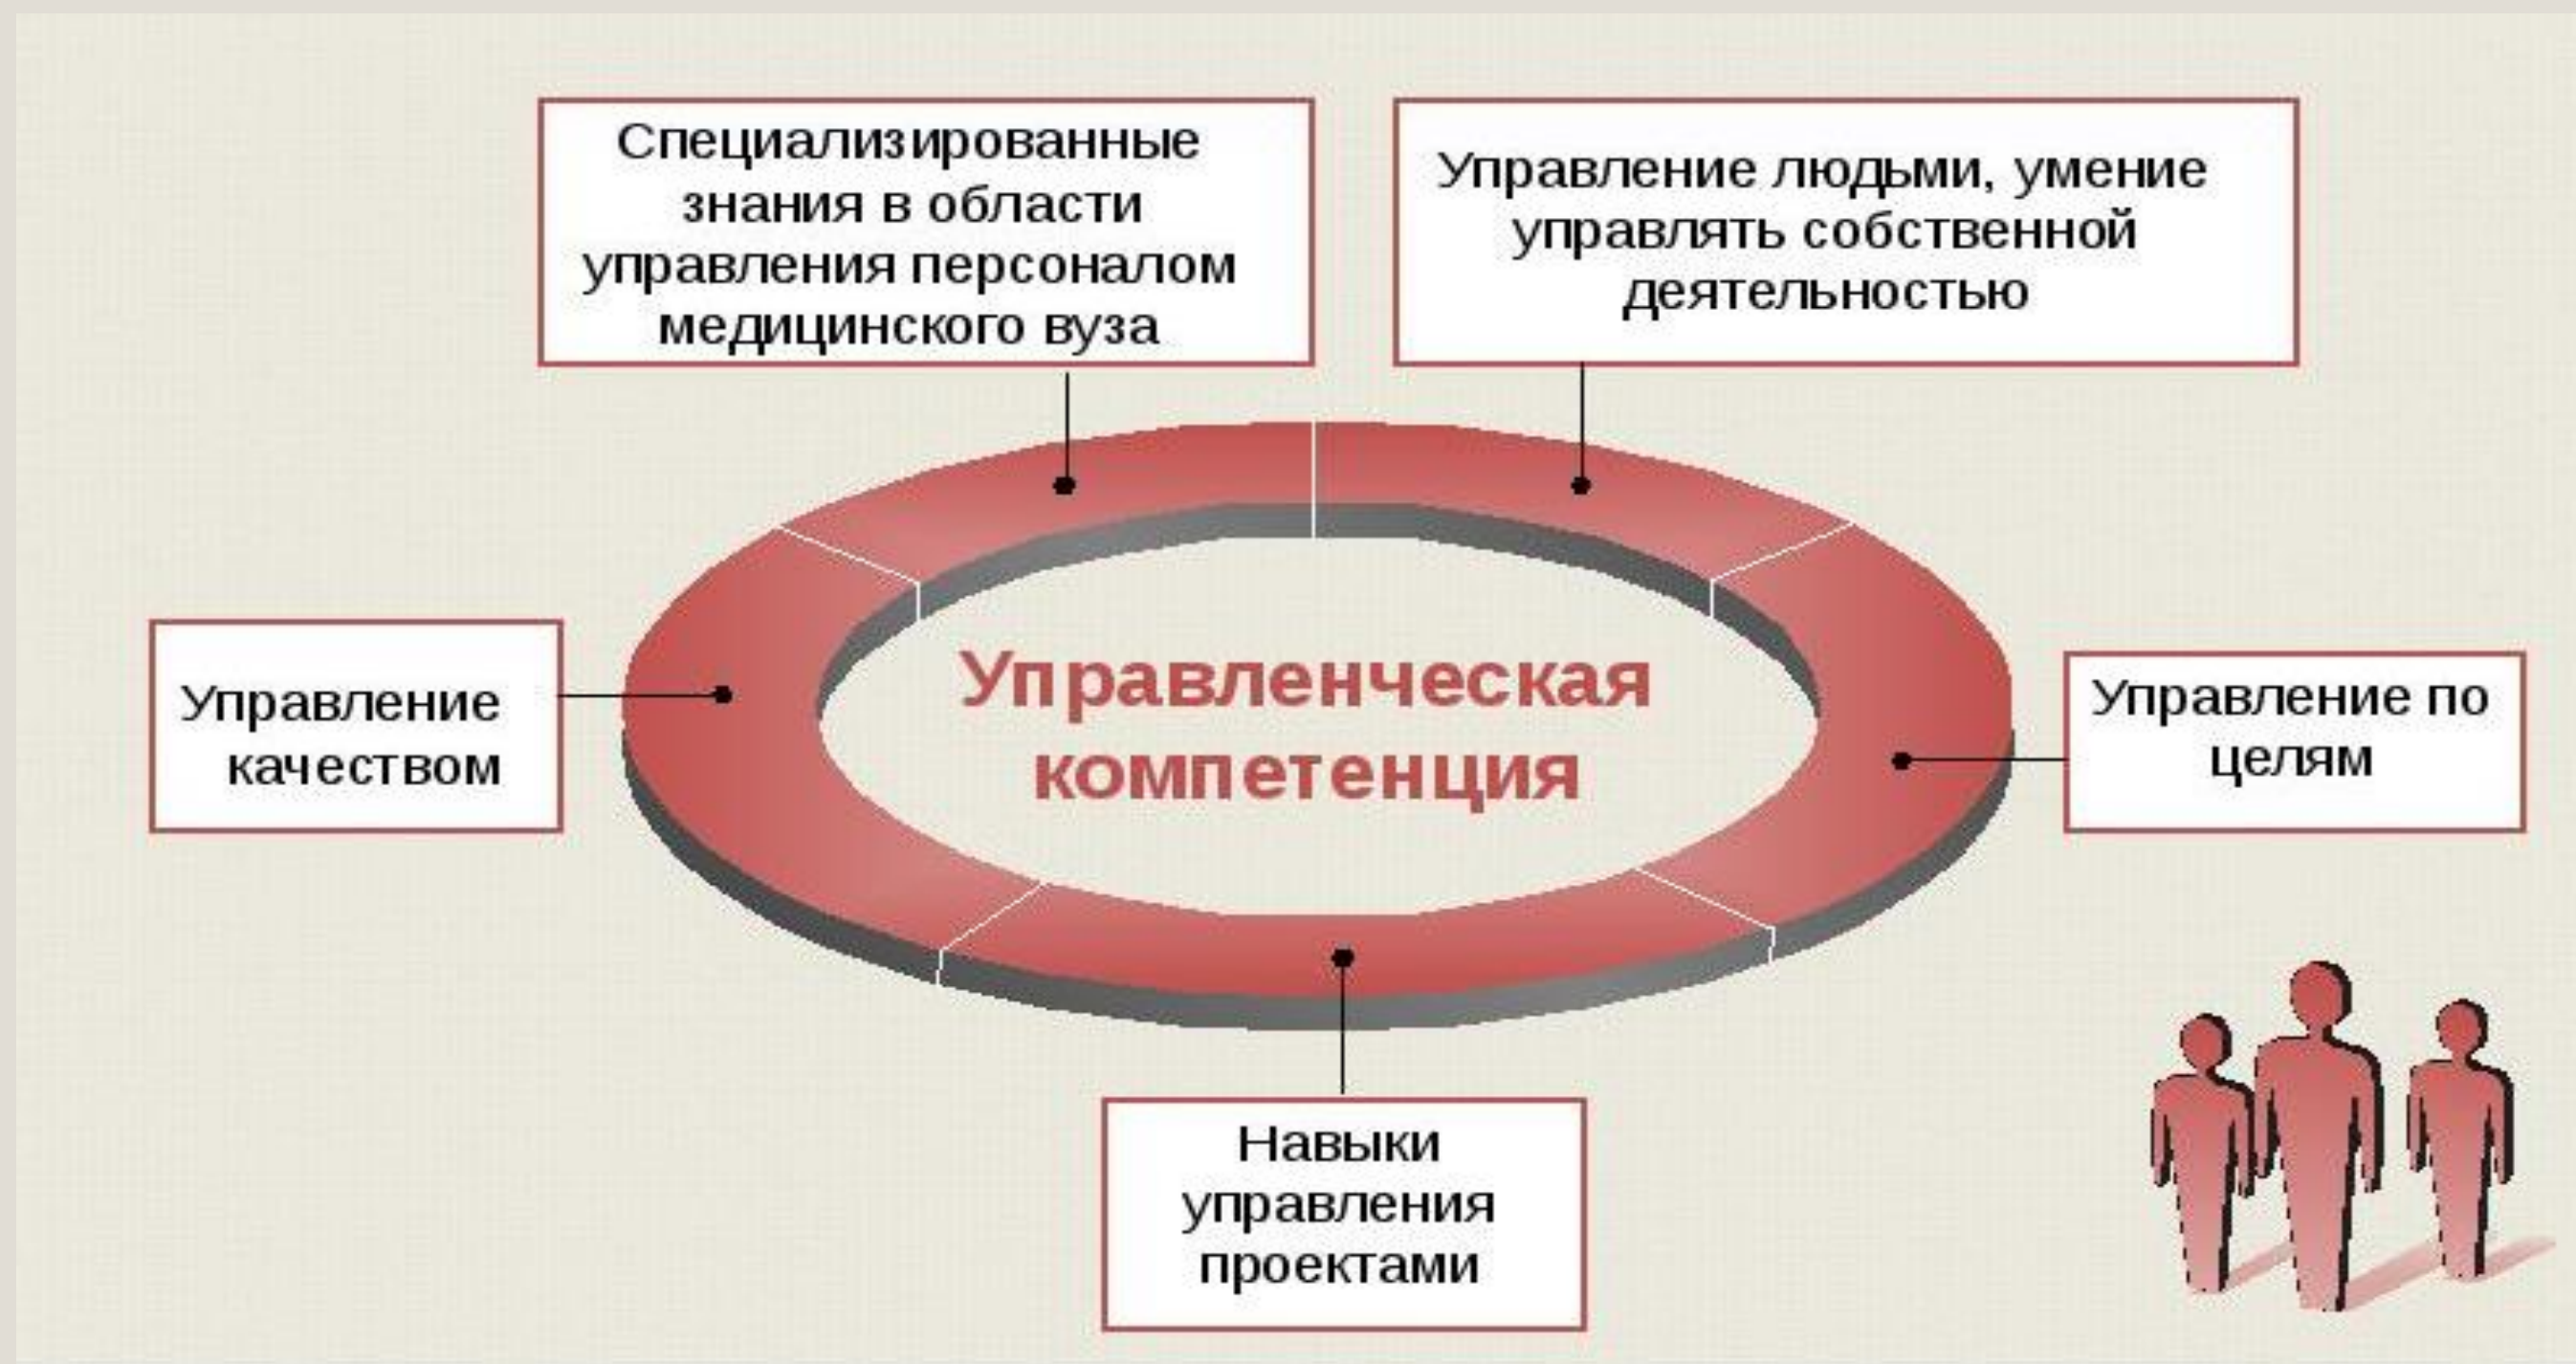 Специализированные
знания в области
управления персоналом
медицинского вуза
Управление людьми, умение
управлять собственной
деятельностью
Управление
качеством
Управленческая
компетенция
Управление по
целям
Навыки
управления
проектами